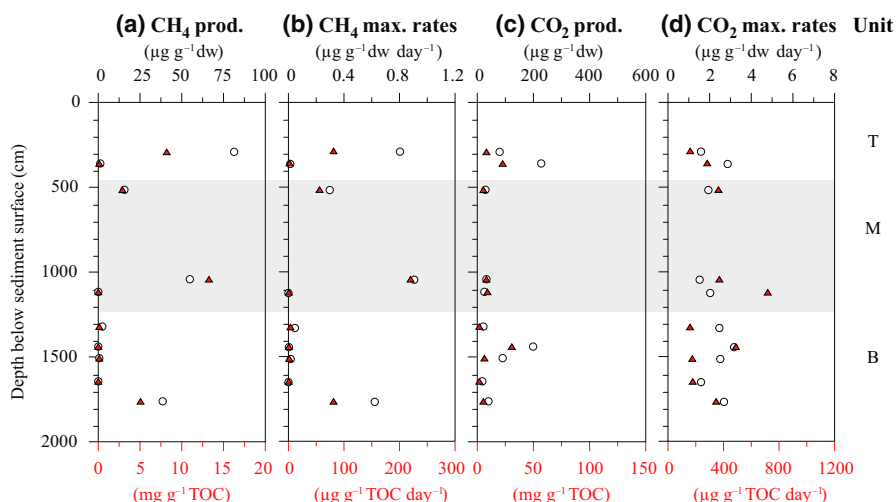 (a) CH₄ prod. (b) CH₄ max. rates (c) CO₂ prod. (d) CO₂ max. rates Unit
(µg g⁻¹dw) (µg g⁻¹dw day⁻¹) (µg g⁻¹dw) (µg g⁻¹dw day⁻¹)
0 25 50 75 100 0 0.4 0.8 1.2 0 200 400 600 0 2 4 6 8
0
500
1000
1500
2000
Depth below sediment surface (cm)
T
M
B
0 5 10 15 20 0 100 200 300 0 50 100 150 0 400 800 1200
(mg g⁻¹ TOC) (µg g⁻¹ TOC day⁻¹) (mg g⁻¹ TOC) (µg g⁻¹ TOC day⁻¹)